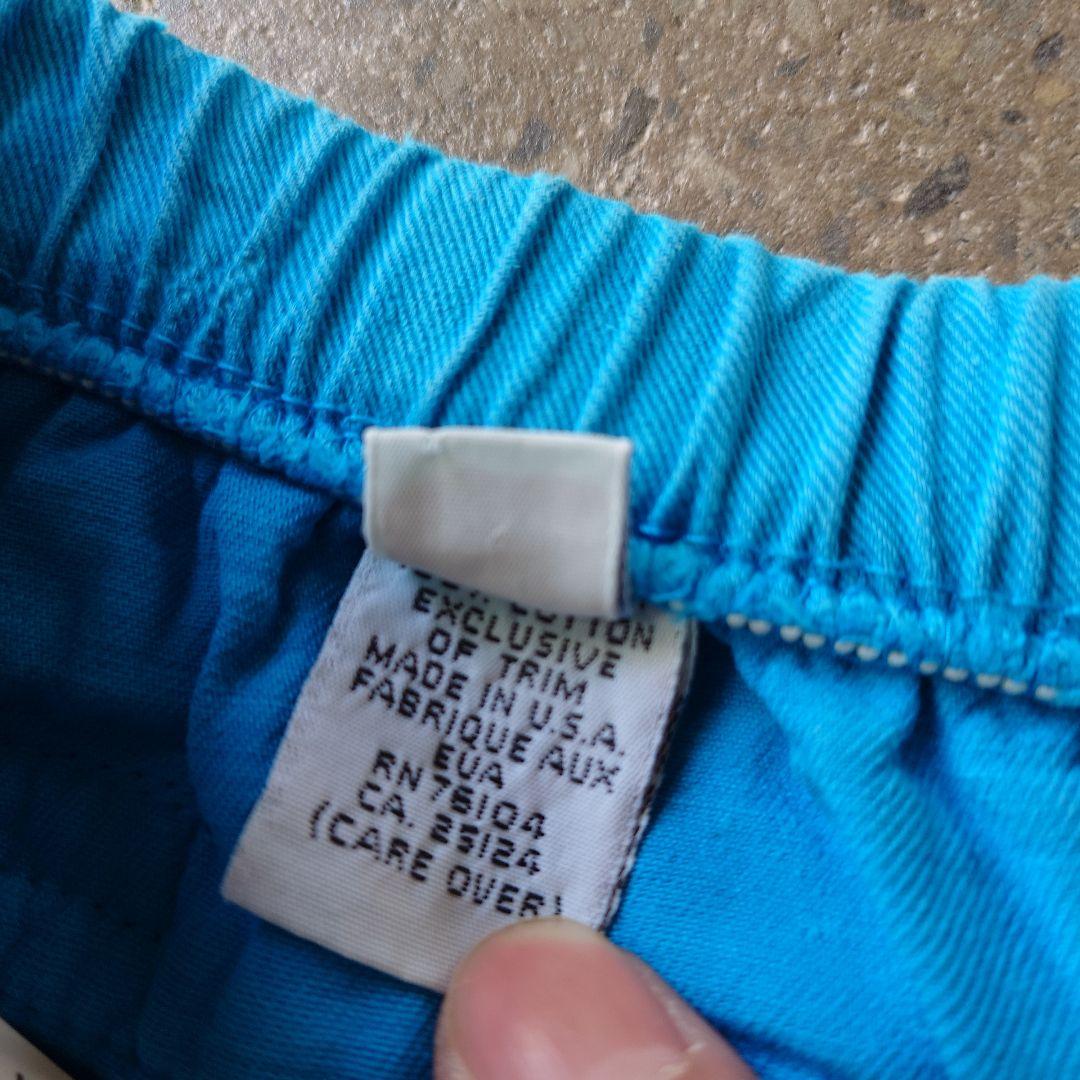 COTTON
EXCLUSIVE
OF TRIM
MADE IN U.S.A.
FABRIQUE AUX
EUA
RN 76104
CA. 25124
(CARE OVER)